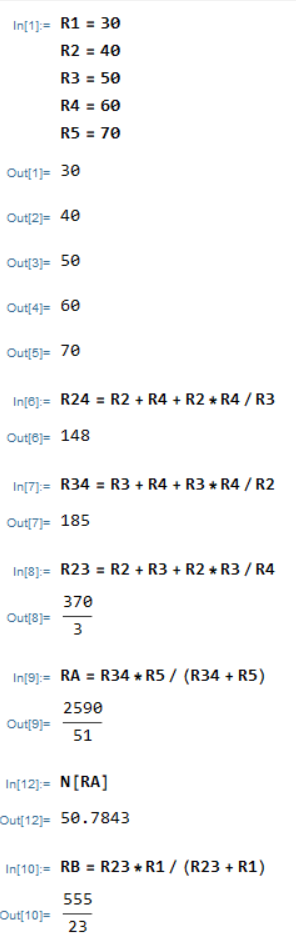 In[1]:= R1 = 30
R2 = 40
R3 = 50
R4 = 60
R5 = 70
Out[1]= 30
Out[2]= 40
Out[3]= 50
Out[4]= 60
Out[5]= 70
In[6]:= R24 = R2 + R4 + R2 * R4 / R3
Out[6]= 148
In[7]:= R34 = R3 + R4 + R3 * R4 / R2
Out[7]= 185
In[8]:= R23 = R2 + R3 + R2 * R3 / R4
370
Out[8]=
3
In[9]:= RA = R34 * R5 / (R34 + R5)
2590
Out[9]=
51
In[12]:= N[RA]
Out[12]= 50.7843
In[10]:= RB = R23 * R1 / (R23 + R1)
555
Out[10]=
23